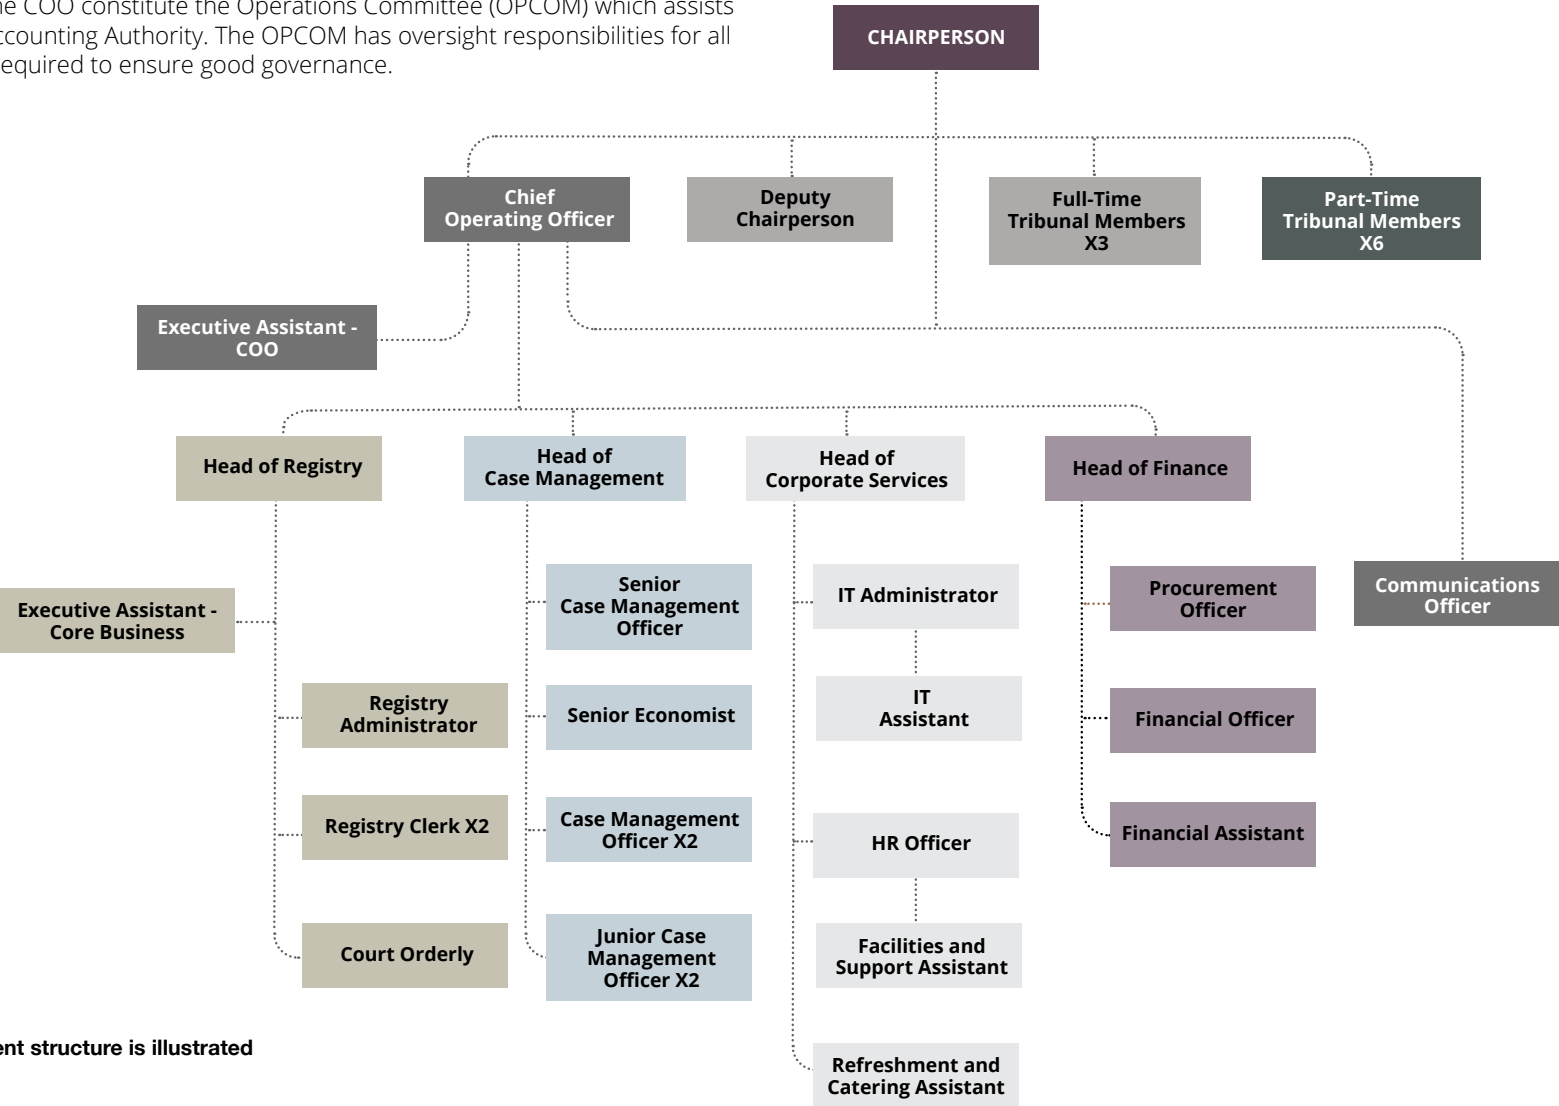 he COO constitute the Operations Committee (OPCOM) which assists
ccounting Authority. The OPCOM has oversight responsibilities for all
required to ensure good governance.
CHAIRPERSON
Chief
Operating Officer
Deputy
Chairperson
Full-Time
Tribunal Members
X3
Part-Time
Tribunal Members
X6
Executive Assistant -
COO
Head of Registry
Head of
Case Management
Head of
Corporate Services
Head of Finance
Executive Assistant -
Core Business
Registry
Administrator
Registry Clerk X2
Court Orderly
Senior
Case Management
Officer
Senior Economist
Case Management
Officer X2
Junior Case
Management
Officer X2
IT Administrator
IT
Assistant
HR Officer
Facilities and
Support Assistant
Refreshment and
Catering Assistant
Procurement
Officer
Financial Officer
Financial Assistant
Communications
Officer
ent structure is illustrated